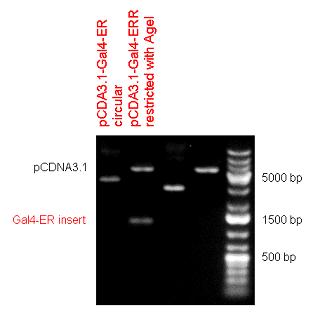 pCDA3.1-Gal4-ER
circular
pCDA3.1-Gal4-ERR
restricted with AgeI
pCDNA3.1
5000 bp
Gal4-ER insert
1500 bp
500 bp